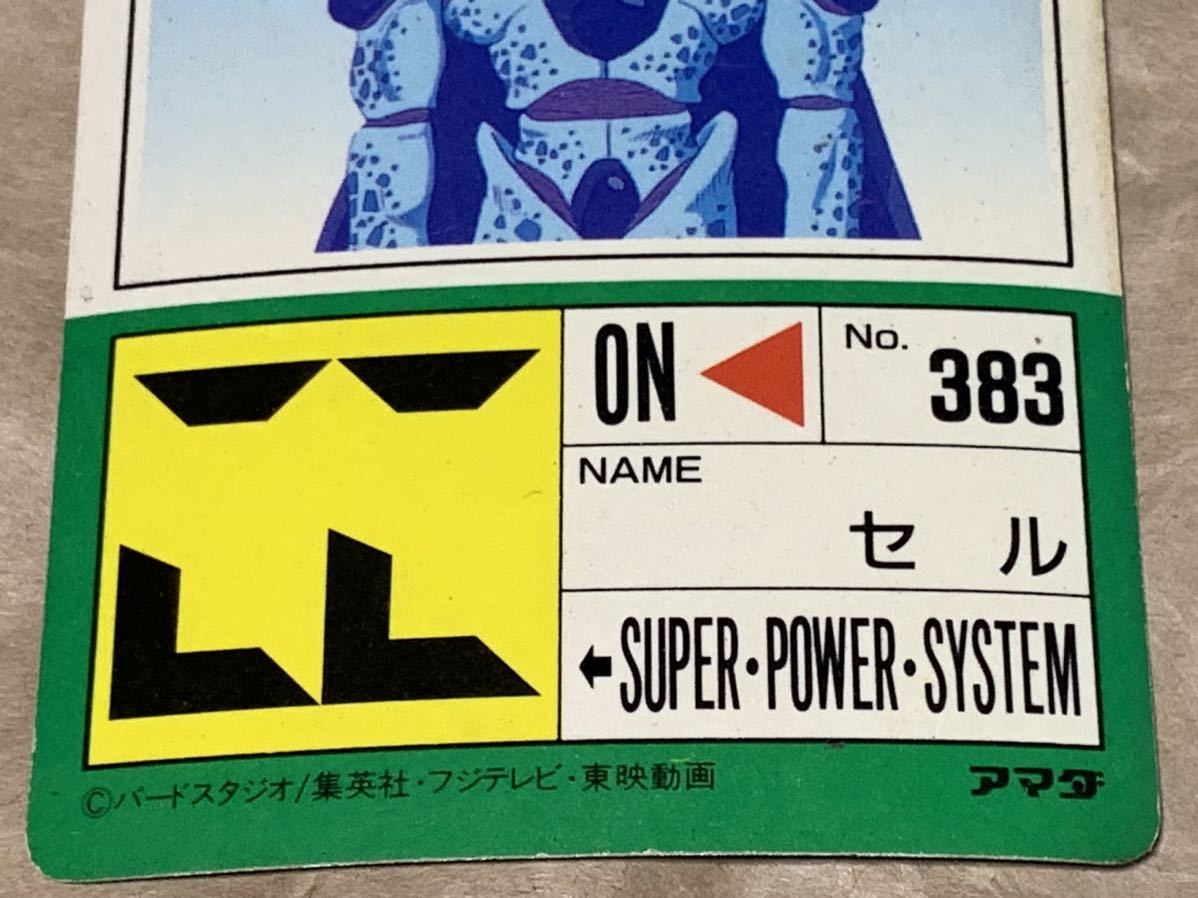 ON
No. 383
NAME
セル
←SUPER・POWER・SYSTEM
©バードスタジオ/集英社・フジテレビ・東映動画
アマダ